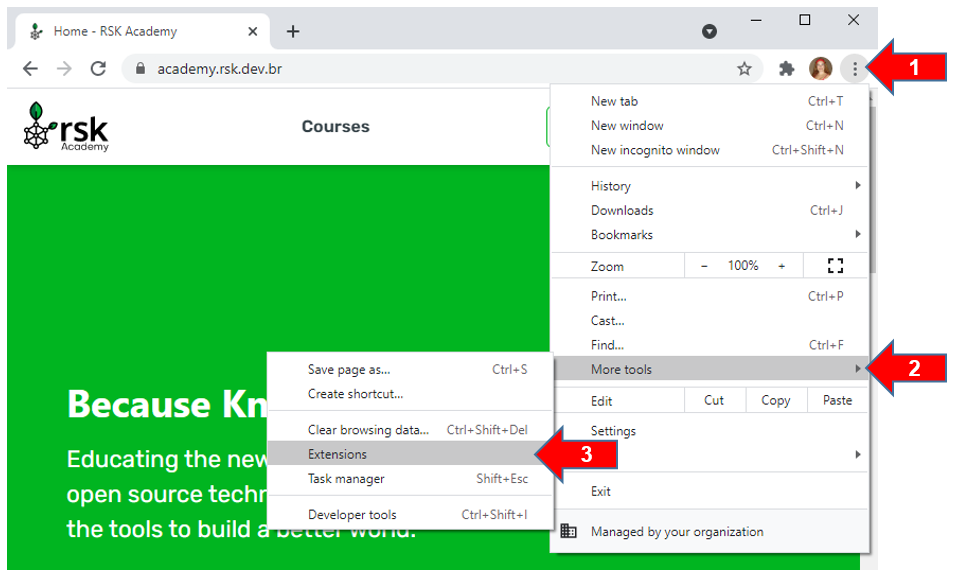 Home - RSK Academy
academy.rsk.dev.br
1
rsk
Academy
Courses
New tab Ctrl+T
New window Ctrl+N
New incognito window Ctrl+Shift+N
History
Downloads Ctrl+J
Bookmarks
Zoom - 100% +
Print... Ctrl+P
Cast...
Find... Ctrl+F
More tools
2
Edit Cut Copy Paste
Settings
Exit
Managed by your organization
Save page as... Ctrl+S
Create shortcut...
Clear browsing data... Ctrl+Shift+Del
Extensions
3
Task manager Shift+Esc
Developer tools Ctrl+Shift+I
Because Kn
Educating the new
open source techn
the tools to build a better world.